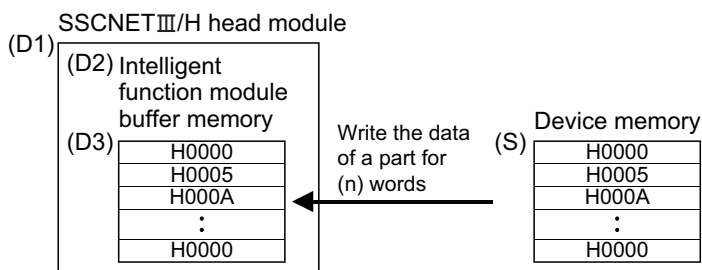 SSCNETⅢ/H head module
(D1)
(D2) Intelligent
function module
buffer memory
(D3)
H0000
H0005
H000A
:
H0000
Write the data
of a part for
(n) words
Device memory
(S)
H0000
H0005
H000A
:
H0000